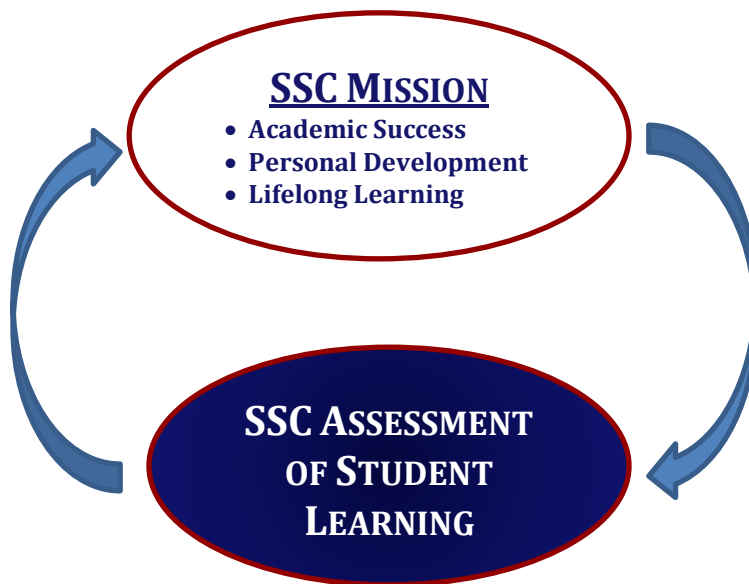 SSC MISSION
• Academic Success
• Personal Development
• Lifelong Learning
SSC ASSESSMENT
OF STUDENT
LEARNING